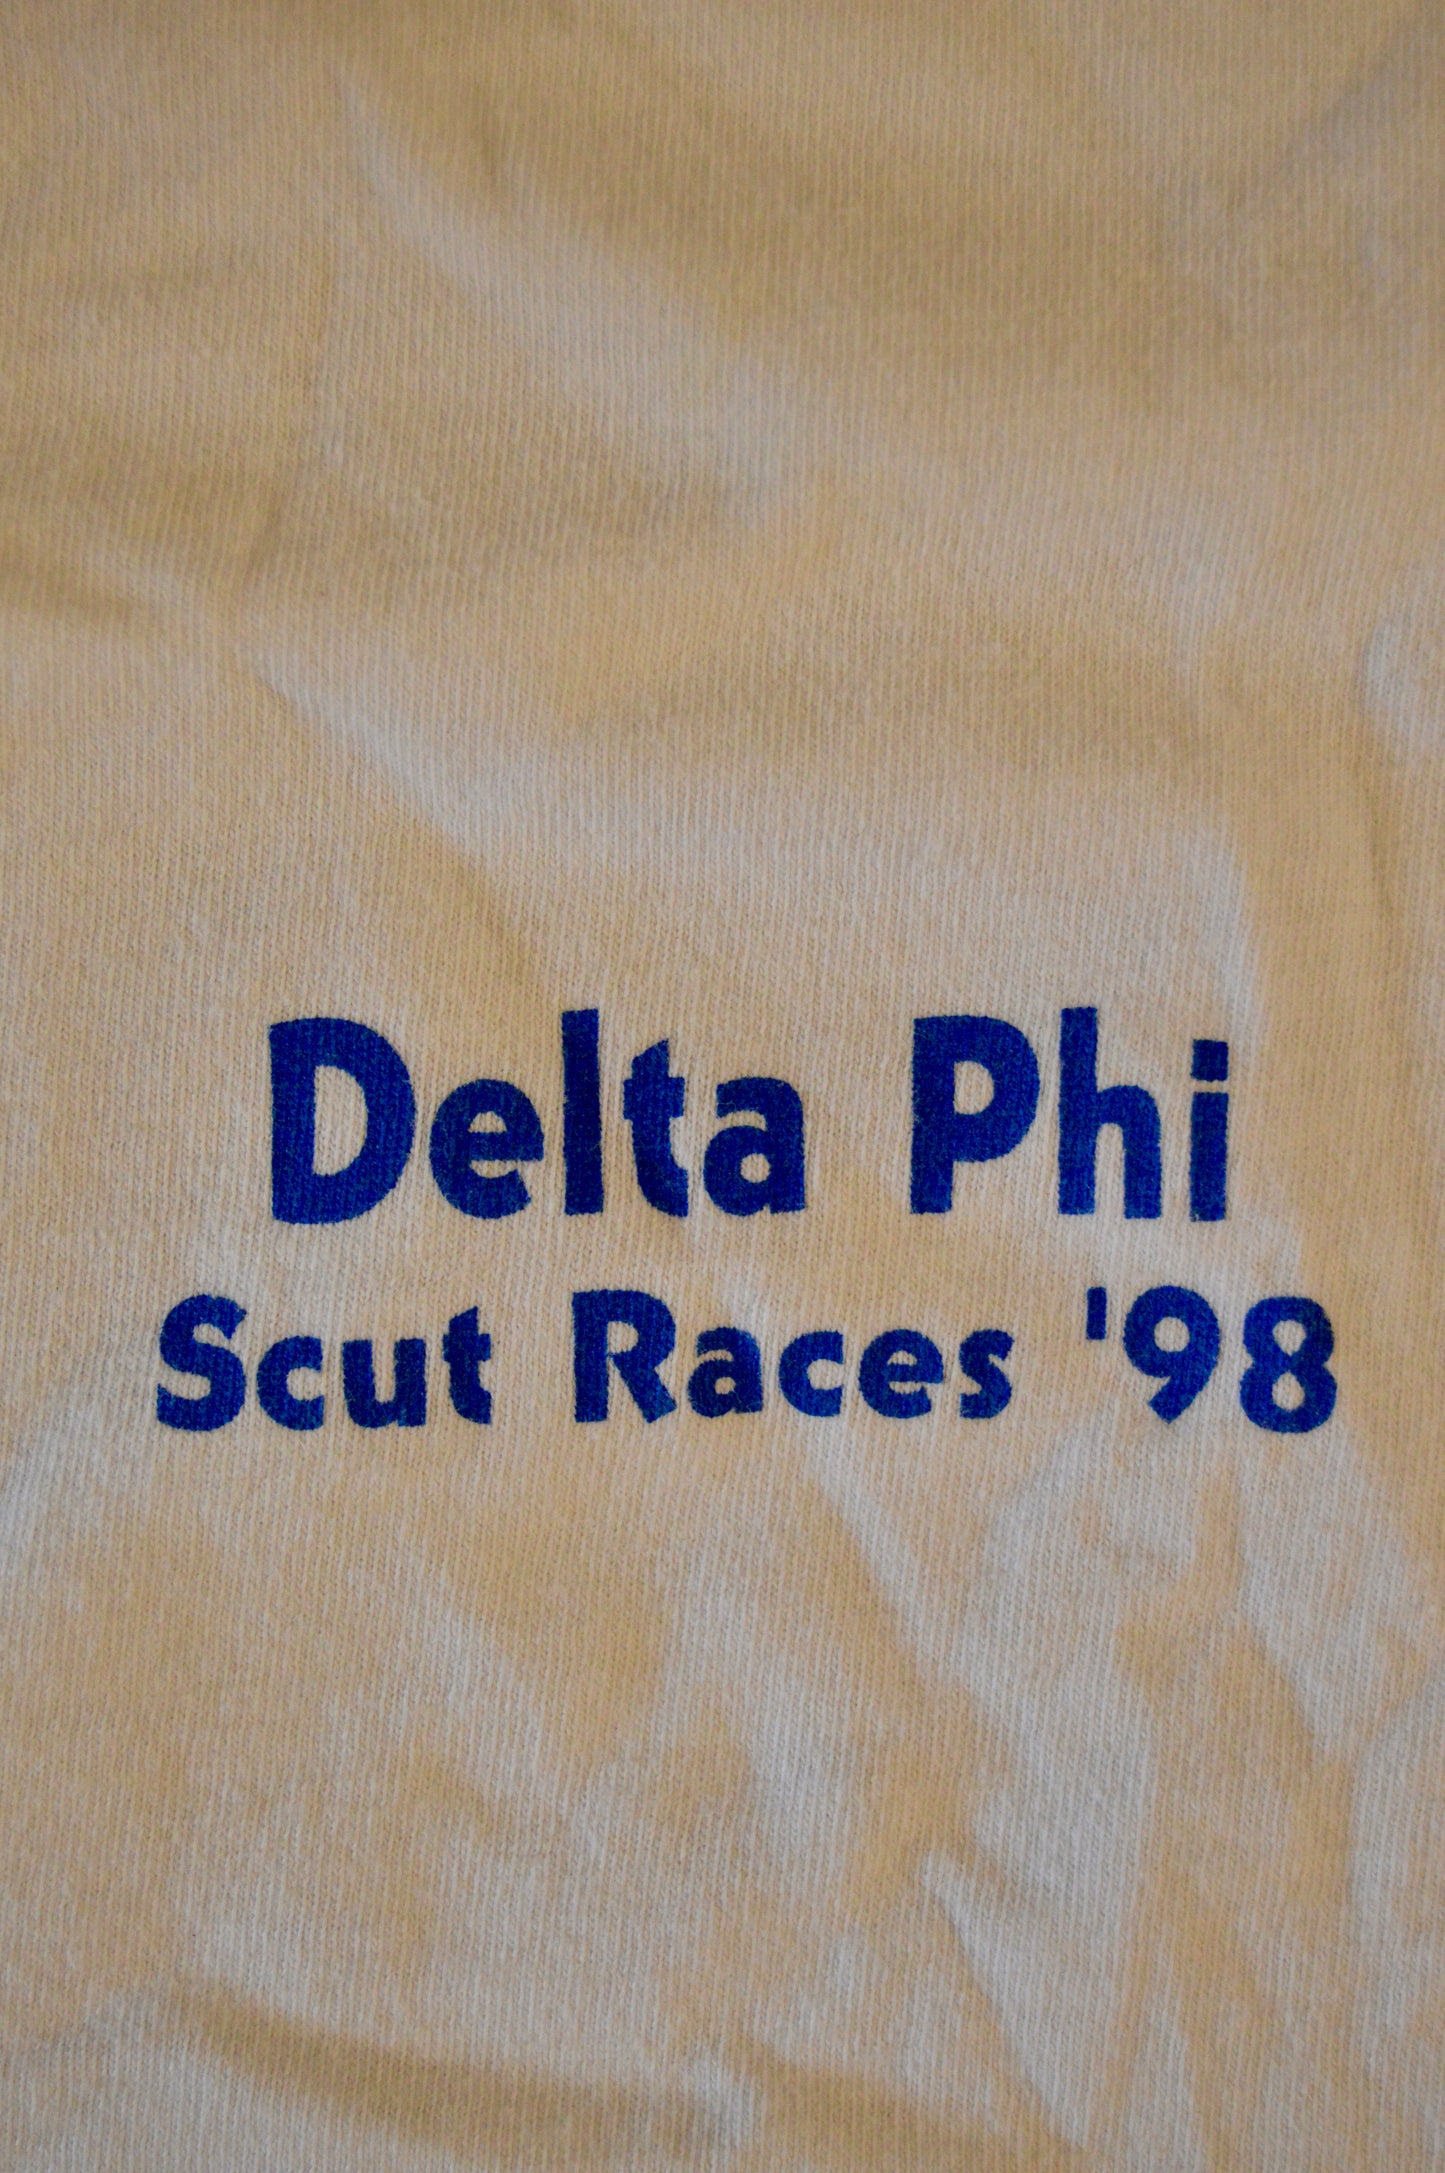 Delta Phi
Scut Races '98